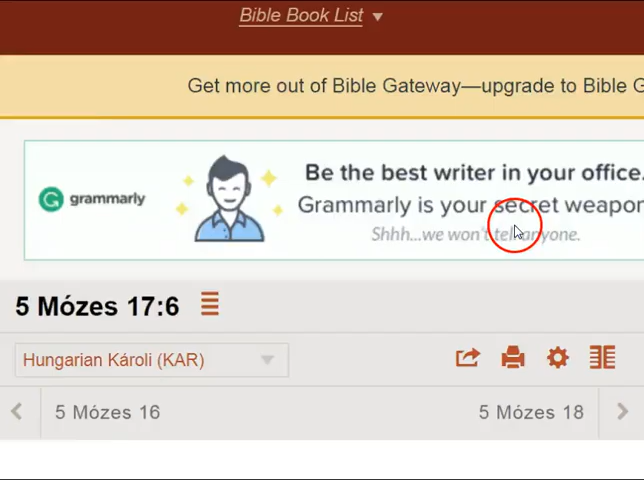 Bible Book List
Get more out of Bible Gateway—upgrade to Bible G
grammarly
Be the best writer in your office.
Grammarly is your secret weapon
Shhh...we won't tell anyone.
5 Mózes 17:6
Hungarian Károli (KAR)
5 Mózes 16
5 Mózes 18